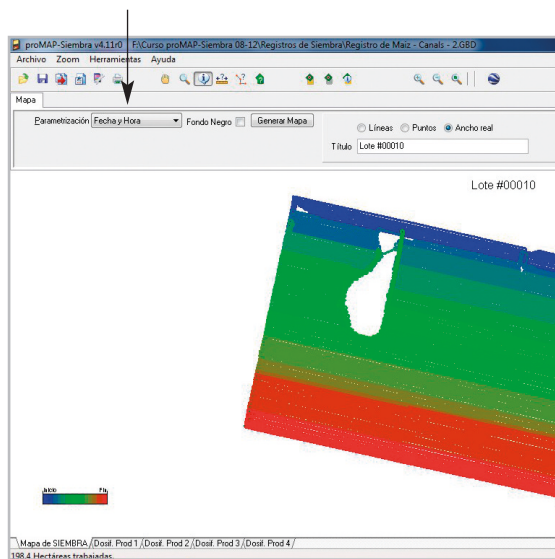 proMAP-Siembra v4.11r0 F:\Curso proMAP-Siembra 08-12\Registros de Siembra\Registro de Maiz - Canals - 2.GBD
Archivo Zoom Herramientas Ayuda
Mapa
Parametrización Fecha y Hora Fondo Negro Generar Mapa
Líneas Puntos Ancho real
Título Lote #00010
Lote #00010
Inicio Fin
Mapa de SIEMBRA Dosif. Prod 1 Dosif. Prod 2 Dosif. Prod 3 Dosif. Prod 4
198.4 Hectáreas trabajadas.